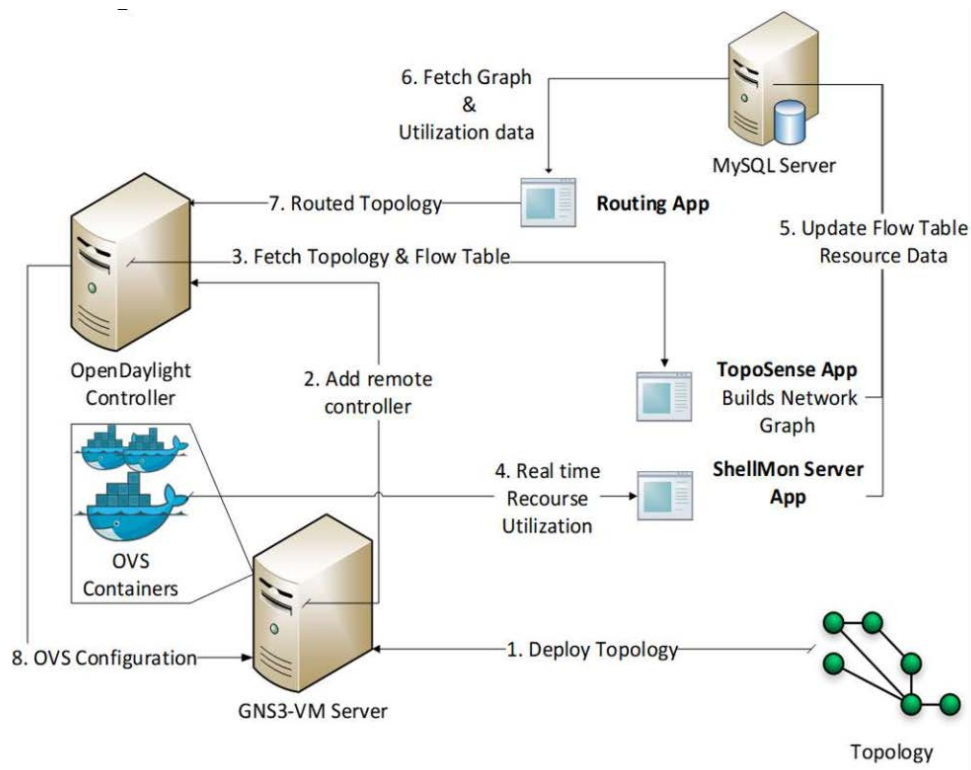 6. Fetch Graph
&
Utilization data
MySQL Server
7. Routed Topology
Routing App
5. Update Flow Table
Resource Data
3. Fetch Topology & Flow Table
OpenDaylight
Controller
2. Add remote
controller
TopoSense App
Builds Network
Graph
4. Real time
Recourse
Utilization
ShellMon Server
App
OVS
Containers
8. OVS Configuration
1. Deploy Topology
GNS3-VM Server
Topology